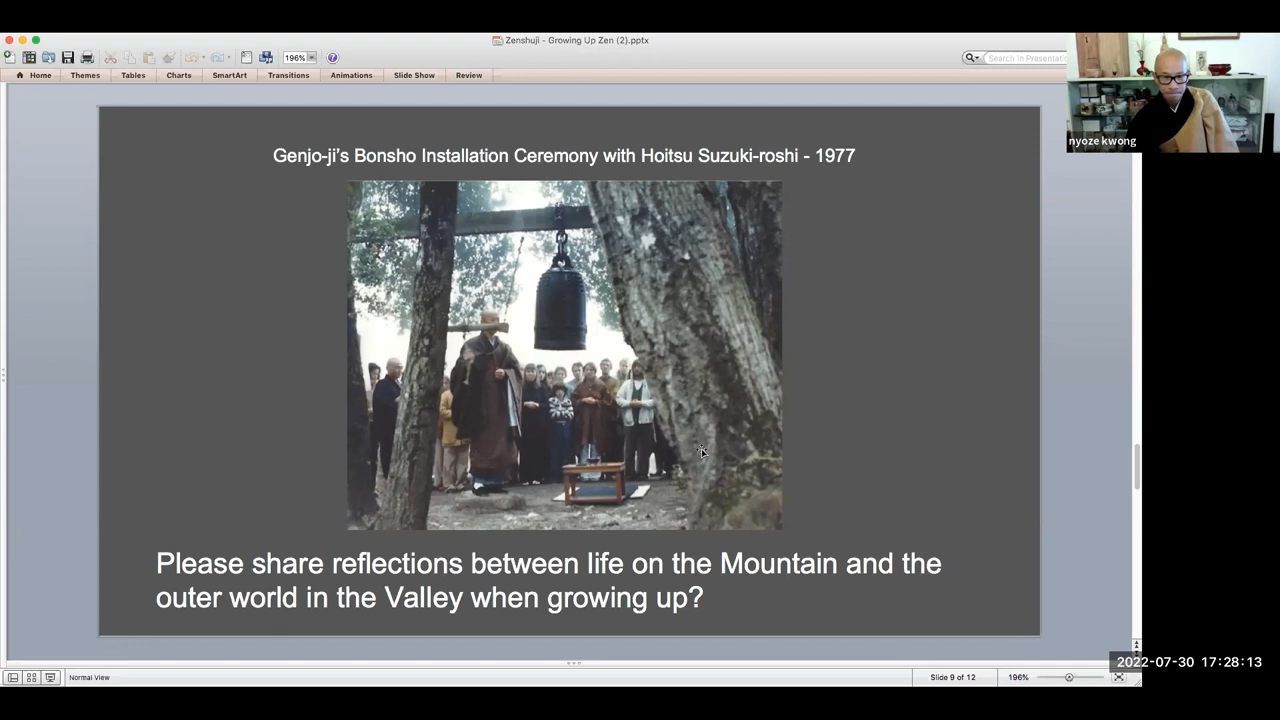 Zenshuji - Growing Up Zen (2).pptx
196%
Search in Presentati
Home Themes Tables Charts SmartArt Transitions Animations Slide Show Review
nyoze kwong
Genjo-ji's Bonsho Installation Ceremony with Hoitsu Suzuki-roshi - 1977
Please share reflections between life on the Mountain and the
outer world in the Valley when growing up?
2022-07-30 17:28:13
Normal View
Slide 9 of 12
196%